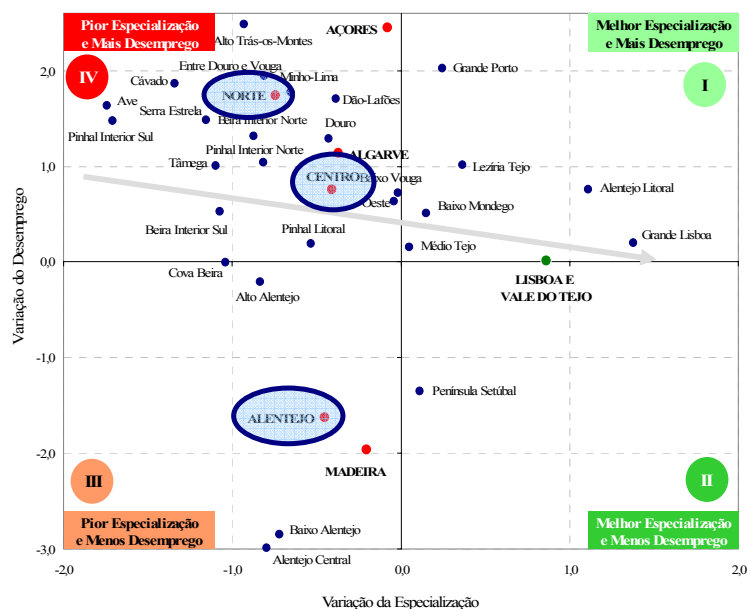 Pior Especialização
e Mais Desemprego
IV
Melhor Especialização
e Mais Desemprego
I
Alto Trás-os-Montes
AÇORES
Grande Porto
Entre Douro e Vouga
Minho-Lima
Cávado
NORTE
Dão-Lafões
Ave
Serra Estrela
Beira Interior Norte
Douro
Pinhal Interior Sul
Pinhal Interior Norte
ALGARVE
Tâmega
Lezíria Tejo
CENTRO
Baixo Vouga
Alentejo Litoral
Oeste
Baixo Mondego
Beira Interior Sul
Pinhal Litoral
Grande Lisboa
Médio Tejo
Cova Beira
LISBOA E
VALE DO TEJO
Alto Alentejo
Península Setúbal
ALENTEJO
MADEIRA
III
II
Baixo Alentejo
Alentejo Central
Pior Especialização
e Menos Desemprego
Melhor Especialização
e Menos Desemprego
Variação do Desemprego
2,0
1,0
0,0
-1,0
-2,0
-3,0
-2,0 -1,0 0,0 1,0 2,0
Variação da Especialização